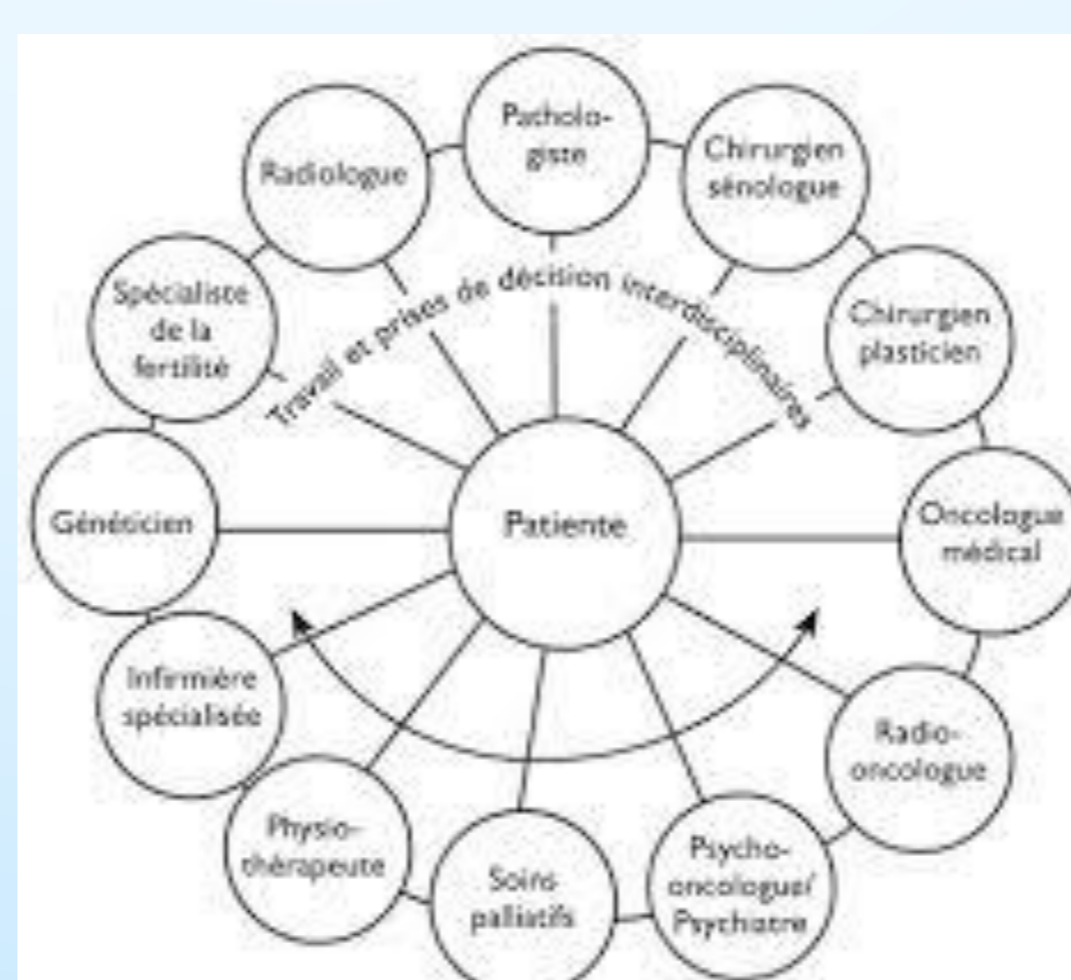 Patholo-
giste
Chirurgien
sénologue
Chirurgien
plasticien
Oncologue
médical
Radio-
oncologue
Psycho-
oncologue/
Psychiatre
Soins
palliatifs
Physio-
thérapeute
Infirmière
spécialisée
Généticien
Spécialiste
de la
fertilité
Radiologue
Travail et prises de décision interdisciplinaires
Patiente